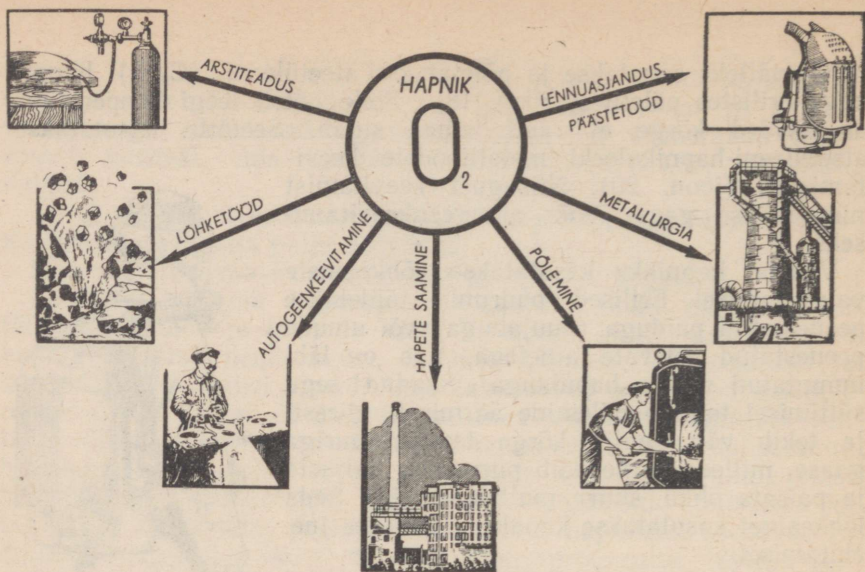 HAPNIK
O2
ARSTITEADUS
LENNUASJANDUS
PÄÄSTETÖÖD
LÕHKETÖÖD
METALLURGIA
AUTOGEENKEEVITAMINE
HAPETE SAAMINE
PÕLEMINE